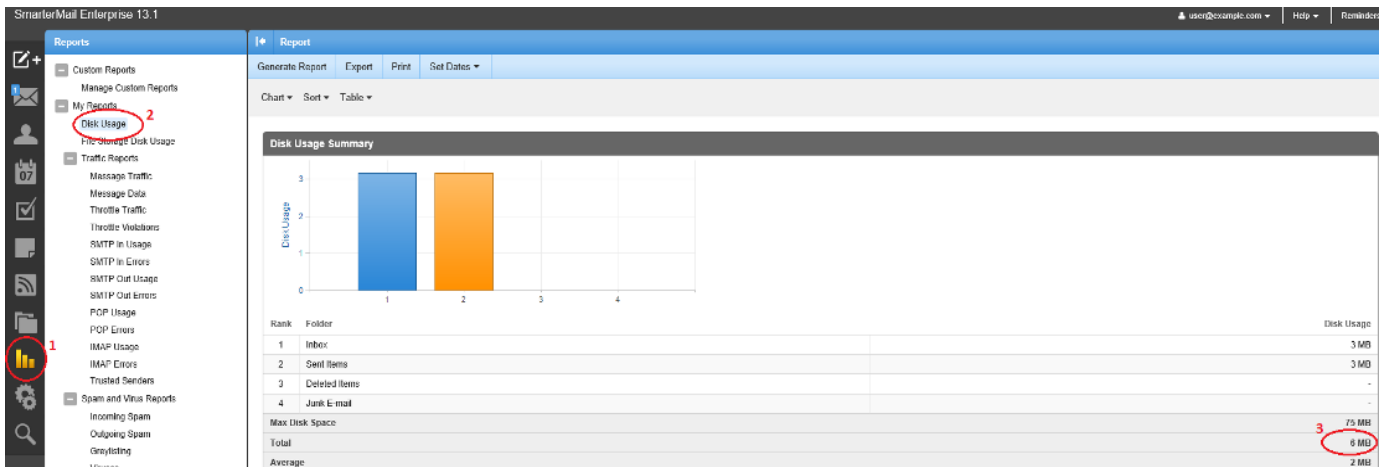 SmarterMail Enterprise 13.1
user@example.com Help Reminders
Reports
Custom Reports
Manage Custom Reports
My Reports
Disk Usage 2
File Storage Disk Usage
Traffic Reports
Message Traffic
Message Data
Throttle Traffic
Throttle Violations
SMTP In Usage
SMTP In Errors
SMTP Out Usage
SMTP Out Errors
POP Usage
POP Errors
IMAP Usage
IMAP Errors
Trusted Senders
Spam and Virus Reports
Incoming Spam
Outgoing Spam
Greylisting
1
07
1
Report
Generate Report Export Print Set Dates
Chart Sort Table
Disk Usage Summary
Disk Usage
3
2
1
0
1 2 3 4
Rank Folder Disk Usage
1 Inbox 3 MB
2 Sent Items 3 MB
3 Deleted Items -
4 Junk E-mail -
Max Disk Space 75 MB
Total 3 6 MB
Average 2 MB